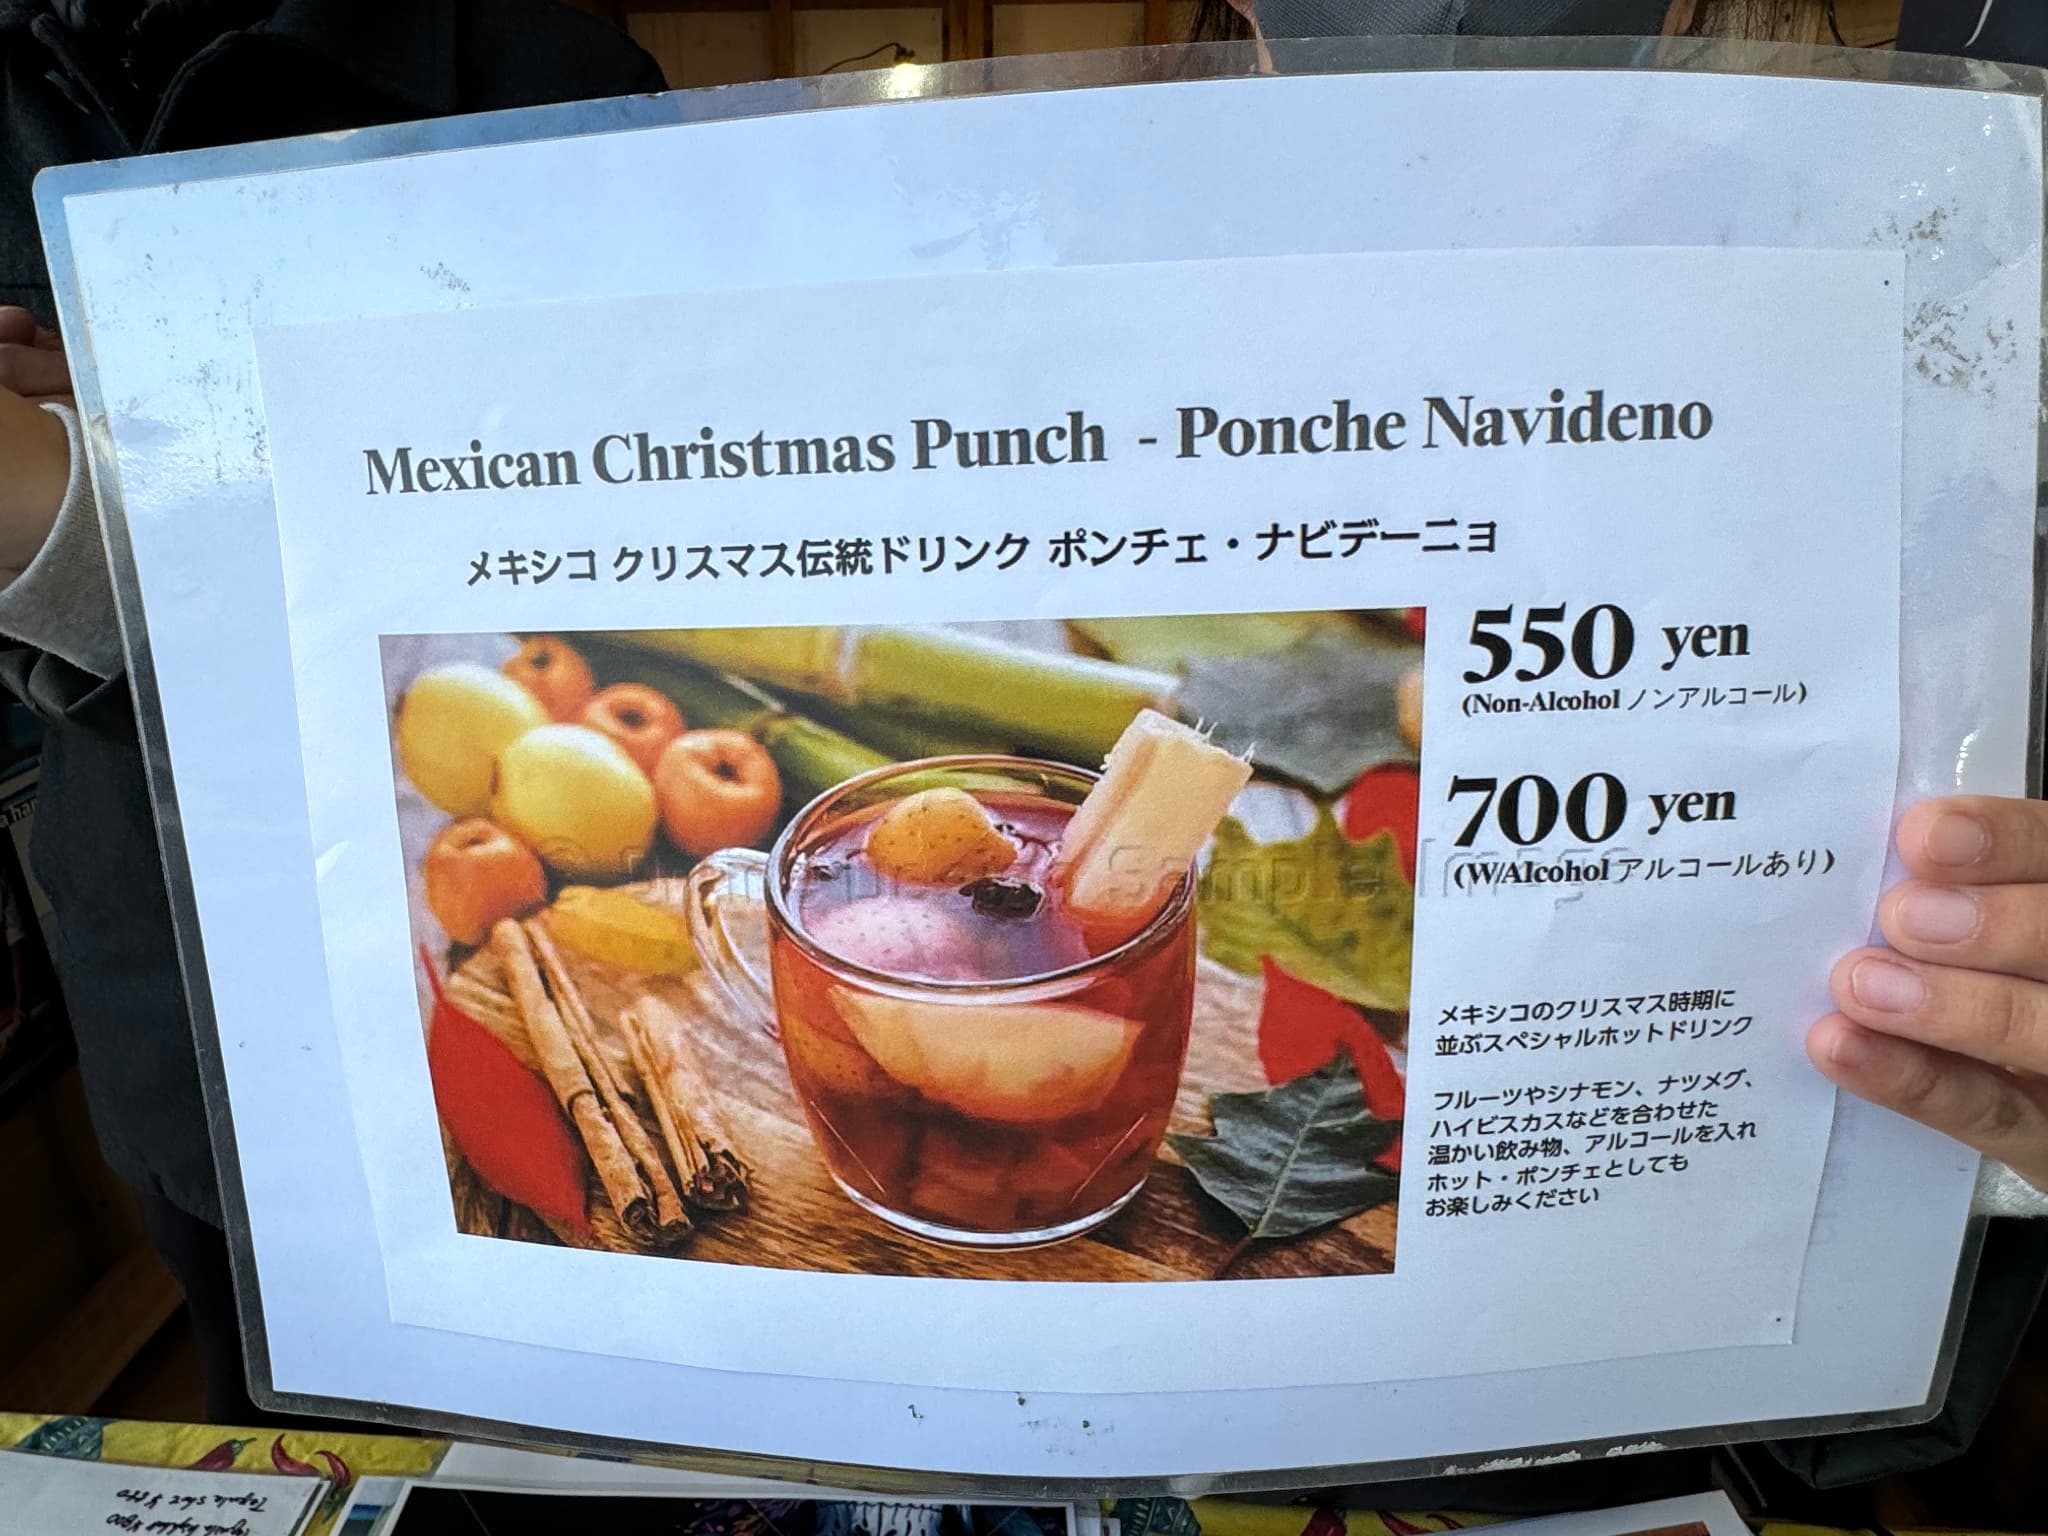 Mexican Christmas Punch - Ponche Navideno
メキシコ クリスマス伝統ドリンク ポンチェ・ナビデーニョ
550 yen
(Non-Alcohol ノンアルコール)
700 yen
(W/Alcohol アルコールあり)
メキシコのクリスマス時期に
並ぶスペシャルホットドリンク
フルーツやシナモン、ナツメグ、
ハイビスカスなどを合わせた
温かい飲み物、アルコールを入れ
ホット・ポンチェとしても
お楽しみください
Sample Image